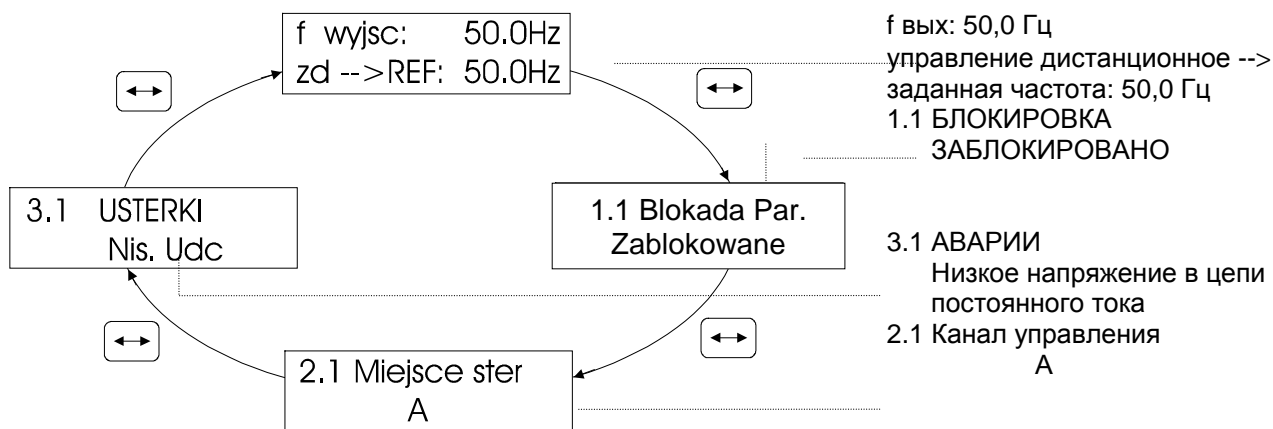 f wyjsc: 50.0Hz
zd -->REF: 50.0Hz
1.1 Blokada Par.
Zablokowane
2.1 Miejsce ster
A
3.1 USTERKI
Nis. Udc
f вых: 50,0 Гц
управление дистанционное -->
заданная частота: 50,0 Гц
1.1 БЛОКИРОВКА
ЗАБЛОКИРОВАНО
3.1 АВАРИИ
Низкое напряжение в цепи
постоянного тока
2.1 Канал управления
А